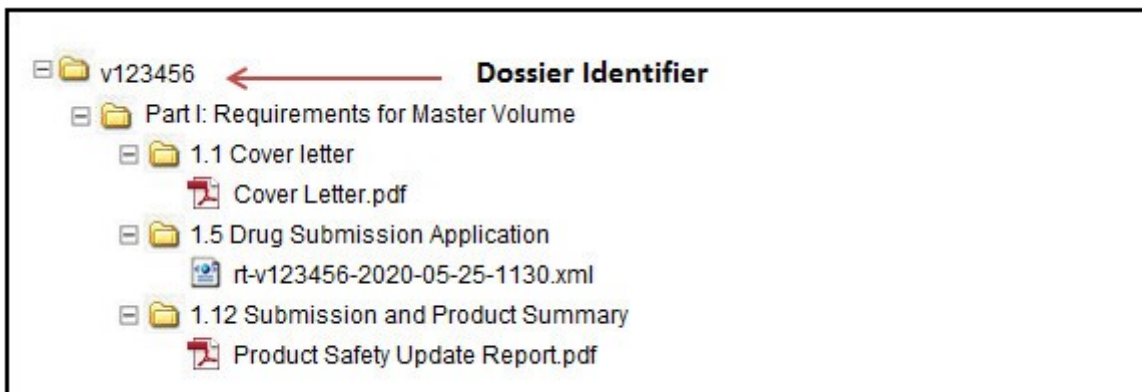 v123456 Dossier Identifier
Part I: Requirements for Master Volume
1.1 Cover letter
Cover Letter.pdf
1.5 Drug Submission Application
rt-v123456-2020-05-25-1130.xml
1.12 Submission and Product Summary
Product Safety Update Report.pdf